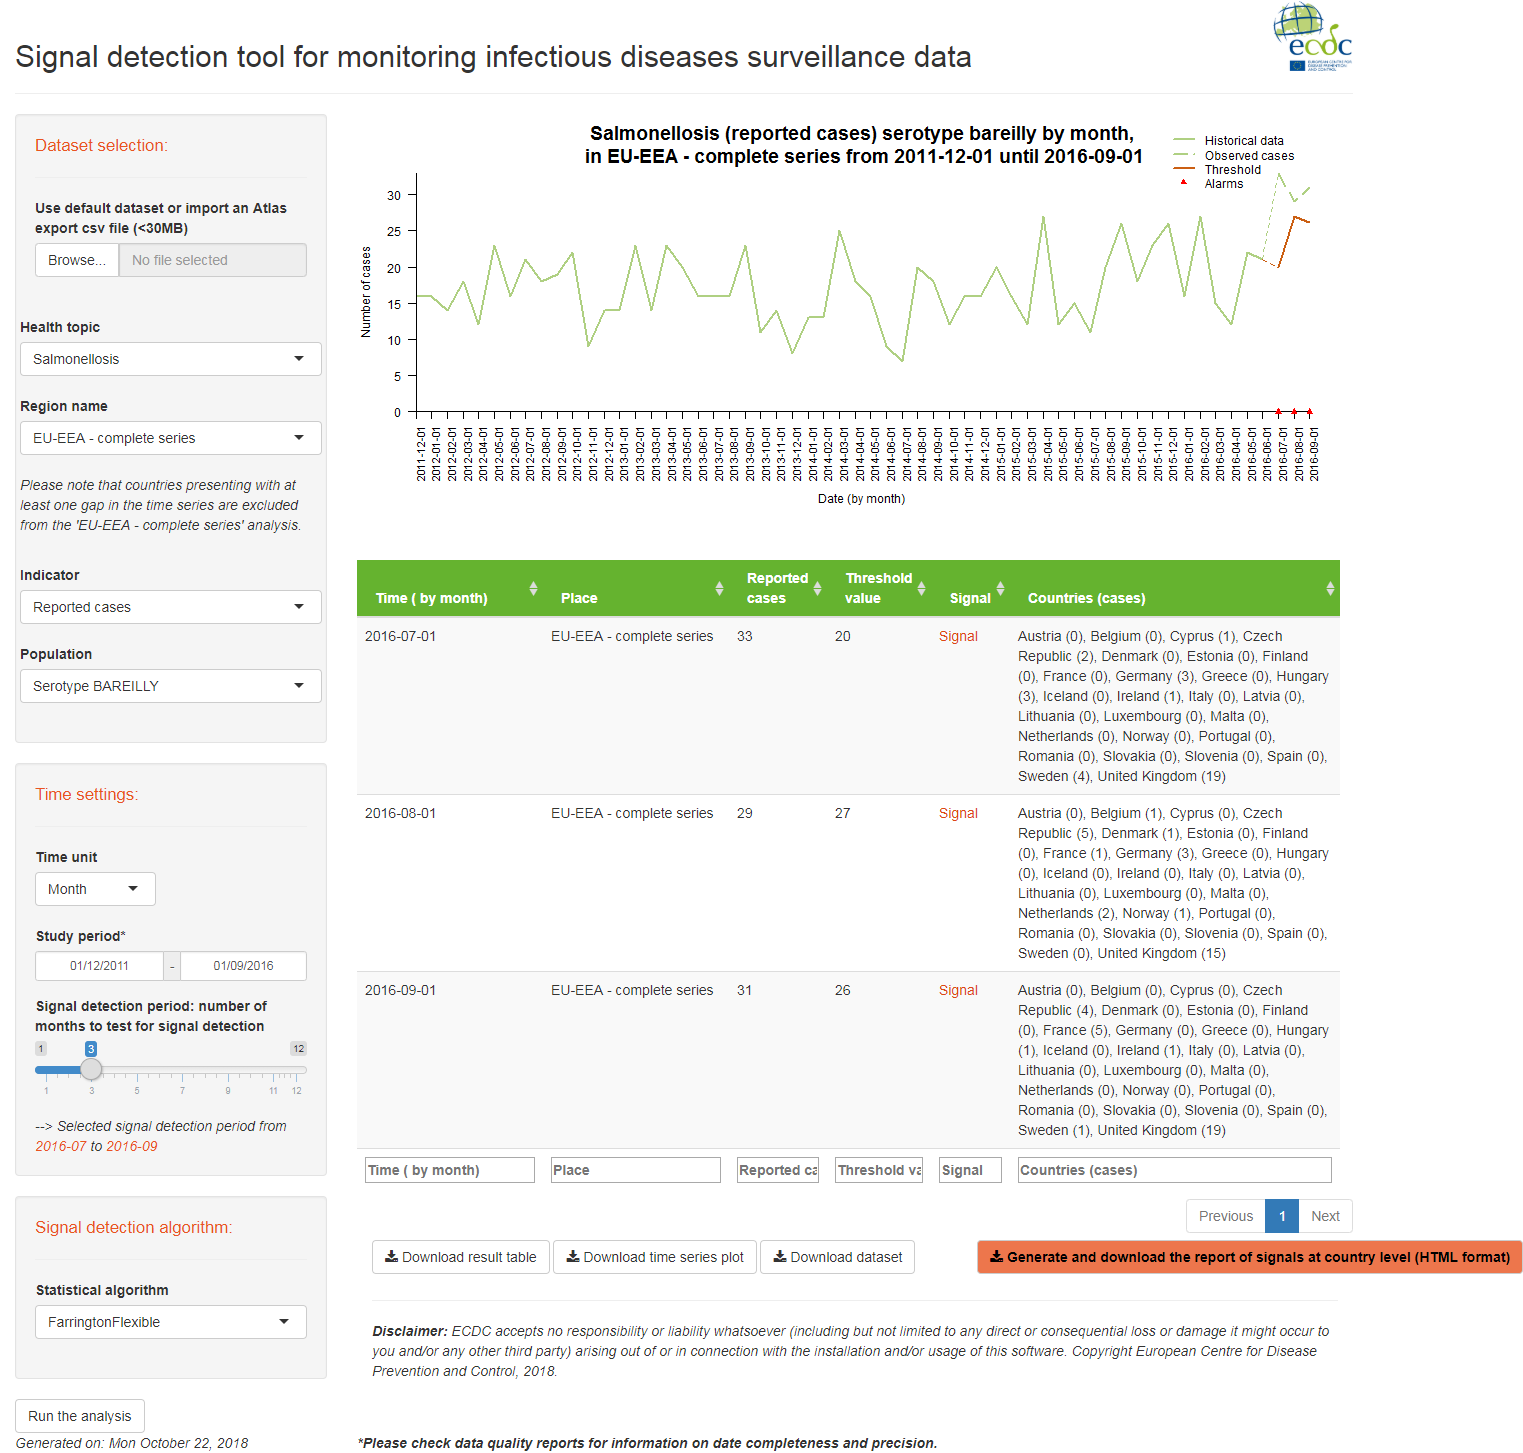 Signal detection tool for monitoring infectious diseases surveillance data
ecdc
EUROPEAN CENTRE FOR
DISEASE PREVENTION
AND CONTROL
Dataset selection:
Use default dataset or import an Atlas
export csv file (<30MB)
Browse...
No file selected
Health topic
Salmonellosis
Region name
EU-EEA - complete series
Please note that countries presenting with at
least one gap in the time series are excluded
from the 'EU-EEA - complete series' analysis.
Indicator
Reported cases
Population
Serotype BAREILLY
Time settings:
Time unit
Month
Study period*
01/12/2011 - 01/09/2016
Signal detection period: number of
months to test for signal detection
1 3 12
1 3 5 7 9 11 12
--> Selected signal detection period from
2016-07 to 2016-09
Signal detection algorithm:
Statistical algorithm
FarringtonFlexible
Run the analysis
Generated on: Mon October 22, 2018
Salmonellosis (reported cases) serotype bareilly by month,
in EU-EEA - complete series from 2011-12-01 until 2016-09-01
Historical data
Observed cases
Threshold
Alarms
Number of cases
30
25
20
15
10
5
0
2011-12-01
2012-01-01
2012-02-01
2012-03-01
2012-04-01
2012-05-01
2012-06-01
2012-07-01
2012-08-01
2012-09-01
2012-10-01
2012-11-01
2012-12-01
2013-01-01
2013-02-01
2013-03-01
2013-04-01
2013-05-01
2013-06-01
2013-07-01
2013-08-01
2013-09-01
2013-10-01
2013-11-01
2013-12-01
2014-01-01
2014-02-01
2014-03-01
2014-04-01
2014-05-01
2014-06-01
2014-07-01
2014-08-01
2014-09-01
2014-10-01
2014-11-01
2014-12-01
2015-01-01
2015-02-01
2015-03-01
2015-04-01
2015-05-01
2015-06-01
2015-07-01
2015-08-01
2015-09-01
2015-10-01
2015-11-01
2015-12-01
2016-01-01
2016-02-01
2016-03-01
2016-04-01
2016-05-01
2016-06-01
2016-07-01
2016-08-01
2016-09-01
Date (by month)
Time ( by month)
Place
Reported
cases
Threshold
value
Signal
Countries (cases)
2016-07-01 EU-EEA - complete series 33 20 Signal Austria (0), Belgium (0), Cyprus (1), Czech
Republic (2), Denmark (0), Estonia (0), Finland
(0), France (0), Germany (3), Greece (0), Hungary
(3), Iceland (0), Ireland (1), Italy (0), Latvia (0),
Lithuania (0), Luxembourg (0), Malta (0),
Netherlands (0), Norway (0), Portugal (0),
Romania (0), Slovakia (0), Slovenia (0), Spain (0),
Sweden (4), United Kingdom (19)
2016-08-01 EU-EEA - complete series 29 27 Signal Austria (0), Belgium (1), Cyprus (0), Czech
Republic (5), Denmark (1), Estonia (0), Finland
(0), France (1), Germany (3), Greece (0), Hungary
(0), Iceland (0), Ireland (0), Italy (0), Latvia (0),
Lithuania (0), Luxembourg (0), Malta (0),
Netherlands (2), Norway (1), Portugal (0),
Romania (0), Slovakia (0), Slovenia (0), Spain (0),
Sweden (0), United Kingdom (15)
2016-09-01 EU-EEA - complete series 31 26 Signal Austria (0), Belgium (0), Cyprus (0), Czech
Republic (4), Denmark (0), Estonia (0), Finland
(0), France (5), Germany (0), Greece (0), Hungary
(1), Iceland (0), Ireland (1), Italy (0), Latvia (0),
Lithuania (0), Luxembourg (0), Malta (0),
Netherlands (0), Norway (0), Portugal (0),
Romania (0), Slovakia (0), Slovenia (0), Spain (0),
Sweden (1), United Kingdom (19)
Time ( by month) Place Reported ca Threshold va Signal Countries (cases)
Previous 1 Next
Download result table Download time series plot Download dataset Generate and download the report of signals at country level (HTML format)
Disclaimer: ECDC accepts no responsibility or liability whatsoever (including but not limited to any direct or consequential loss or damage it might occur to
you and/or any other third party) arising out of or in connection with the installation and/or usage of this software. Copyright European Centre for Disease
Prevention and Control, 2018.
*Please check data quality reports for information on date completeness and precision.